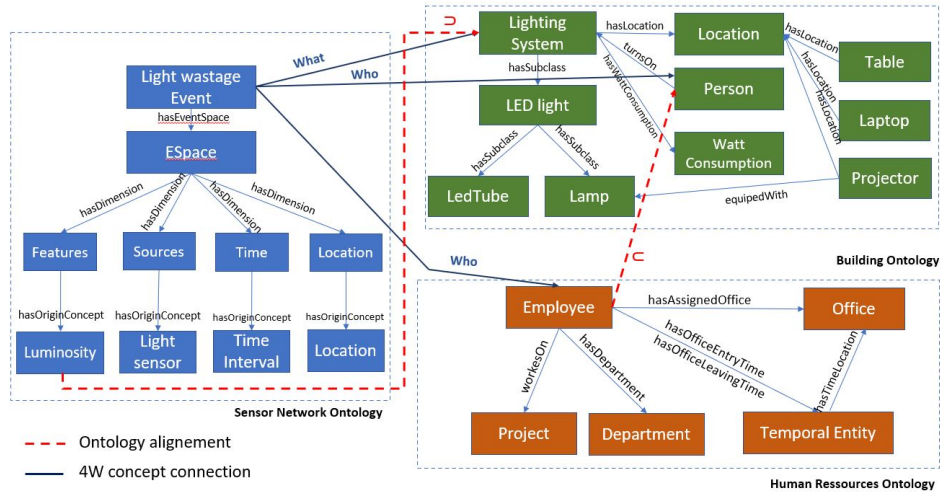 Light wastage
Event
hasEventSpace
ESpace
hasDimension
hasDimension
hasDimension
hasDimension
Features
Sources
Time
Location
hasOriginConcept
hasOriginConcept
hasOriginConcept
hasOriginConcept
Luminosity
Light
sensor
Time
Interval
Location
Sensor Network Ontology
What
Who
Who
⊃
⊂
Lighting
System
hasLocation
Location
hasLocation
hasLocation
hasLocation
Table
turnsOn
hasWattConsumption
hasSubclass
Person
LED light
Laptop
hasSubclass
hasSubclass
Watt
Consumption
Projector
LedTube
Lamp
equipedWith
Building Ontology
Employee
hasAssignedOffice
Office
hasOfficeEntryTime
hasOfficeLeavingTime
hasTimeLocation
workesOn
hasDepartment
Project
Department
Temporal Entity
Human Ressources Ontology
Ontology alignement
4W concept connection